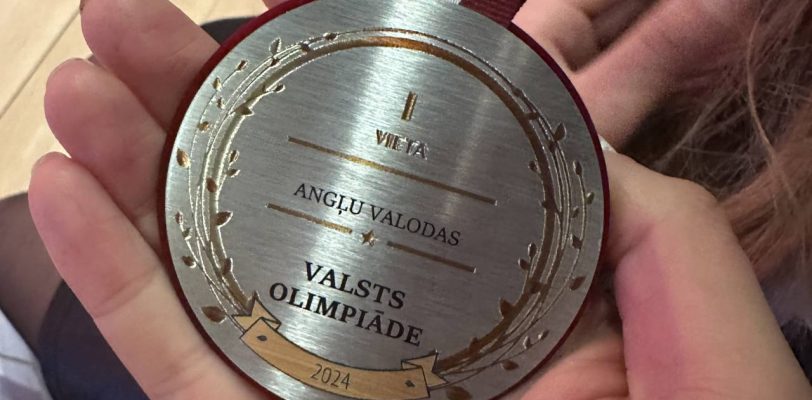 I
VIETA
ANGĻU VALODAS
VALSTS
OLIMPIĀDE
2024